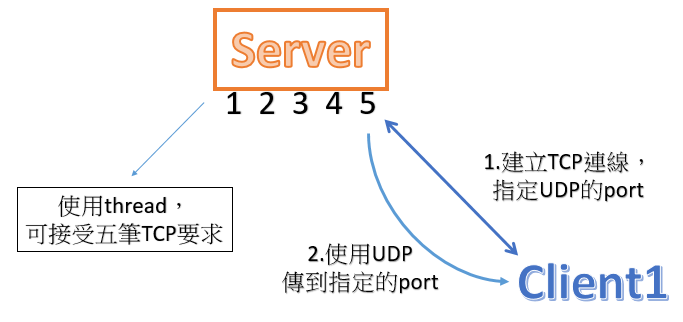 Server
1 2 3 4 5
使用thread，
可接受五筆TCP要求
1.建立TCP連線，
指定UDP的port
2.使用UDP
傳到指定的port
Client1